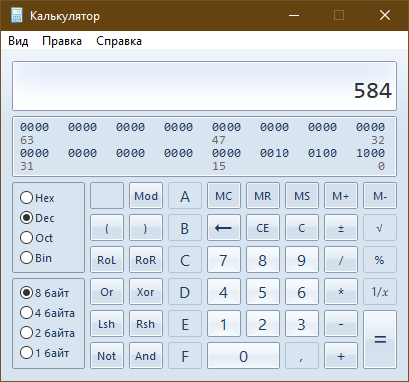 Калькулятор
Вид Правка Справка
584
0000 0000 0000 0000 0000 0000 0000 0000
63 47 32
0000 0000 0000 0000 0000 0010 0100 1000
31 15 0
Hex Mod A MC MR MS M+ M-
Dec ( ) B ← CE C ± √
Oct RoL RoR C 7 8 9 / %
Bin
8 байт Or Xor D 4 5 6 * 1/x
4 байта Lsh Rsh E 1 2 3 - =
2 байта
1 байт Not And F 0 , +